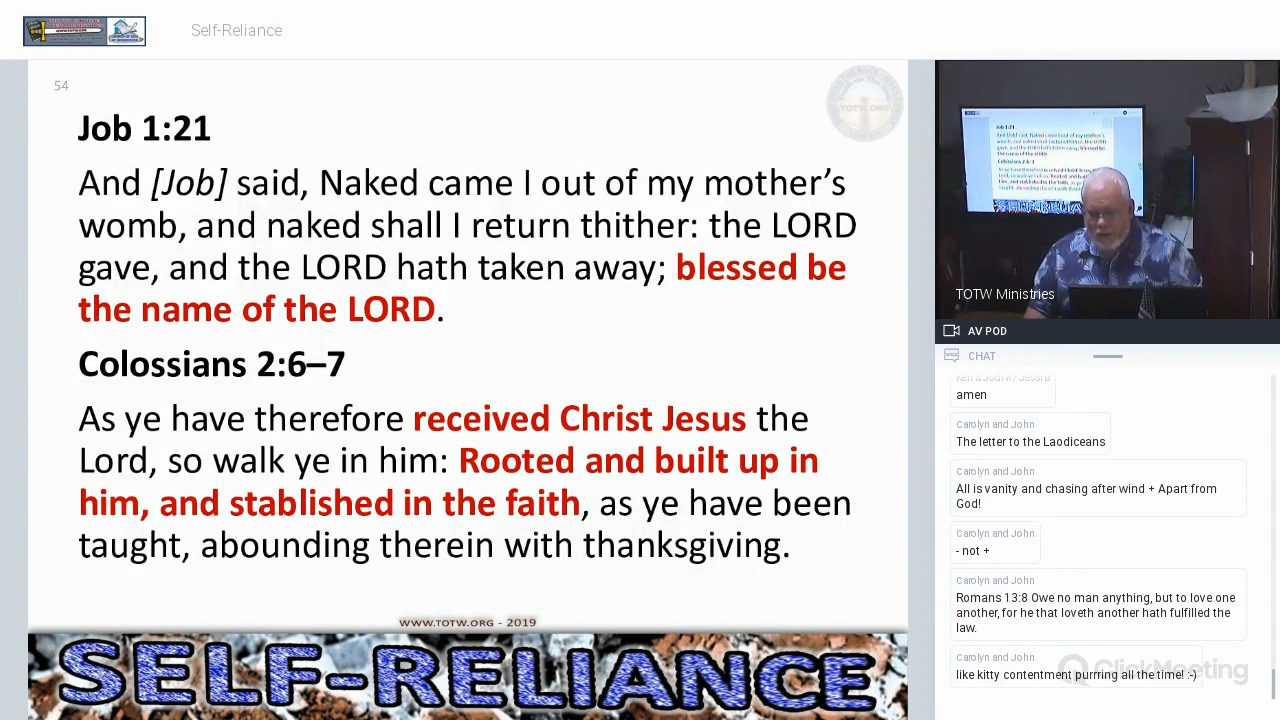 Self-Reliance
54
TOTW.ORG
Job 1:21
And [Job] said, Naked came I out of my mother’s
womb, and naked shall I return thither: the LORD
gave, and the LORD hath taken away; blessed be
the name of the LORD.
Colossians 2:6–7
As ye have therefore received Christ Jesus the
Lord, so walk ye in him: Rooted and built up in
him, and stablished in the faith, as ye have been
taught, abounding therein with thanksgiving.
WWW.TOTW.ORG - 2019
SELF-RELIANCE
TOTW Ministries
AV POD
CHAT
amen
Carolyn and John
The letter to the Laodiceans
Carolyn and John
All is vanity and chasing after wind + Apart from
God!
Carolyn and John
- not +
Carolyn and John
Romans 13:8 Owe no man anything, but to love one
another, for he that loveth another hath fulfilled the
law.
Carolyn and John
like kitty contentment purrring all the time! :-)
ClickMeeting